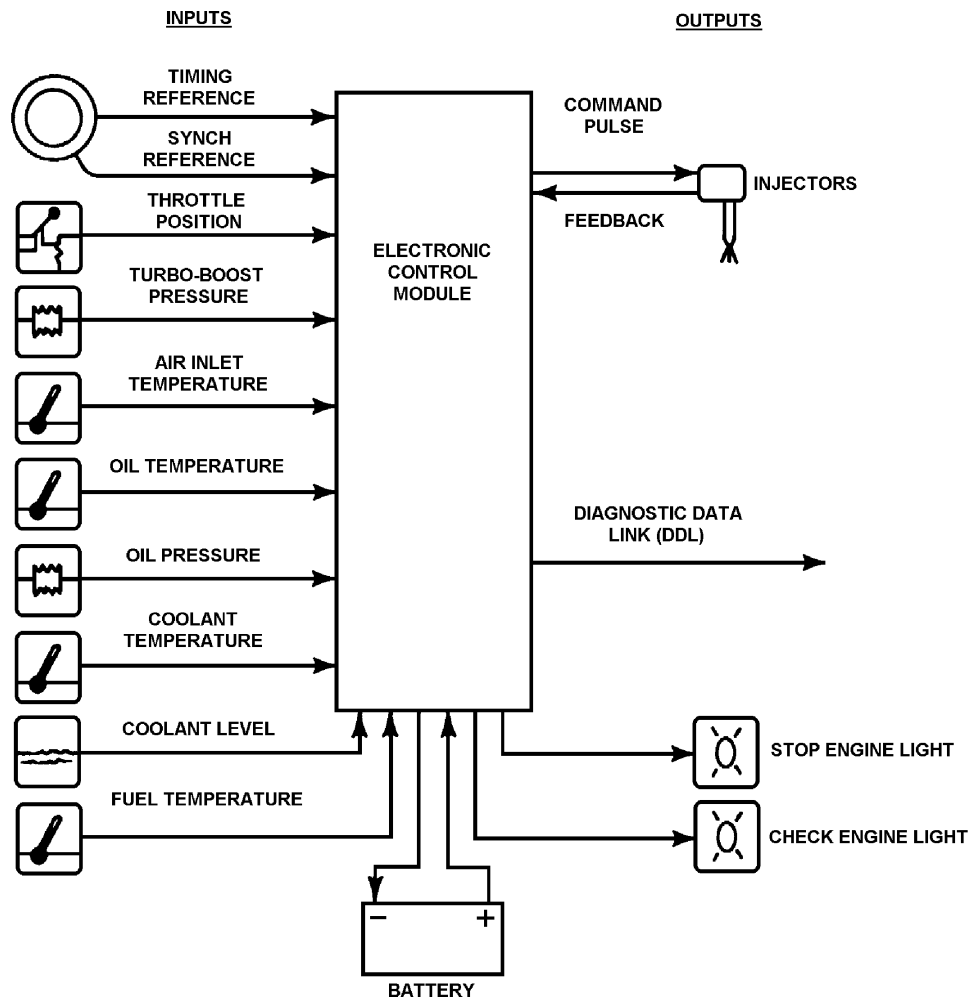 INPUTS
OUTPUTS
TIMING
REFERENCE
SYNCH
REFERENCE
THROTTLE
POSITION
TURBO-BOOST
PRESSURE
AIR INLET
TEMPERATURE
OIL TEMPERATURE
OIL PRESSURE
COOLANT
TEMPERATURE
COOLANT LEVEL
FUEL TEMPERATURE
ELECTRONIC
CONTROL
MODULE
COMMAND
PULSE
INJECTORS
FEEDBACK
DIAGNOSTIC DATA
LINK (DDL)
STOP ENGINE LIGHT
CHECK ENGINE LIGHT
− +
BATTERY